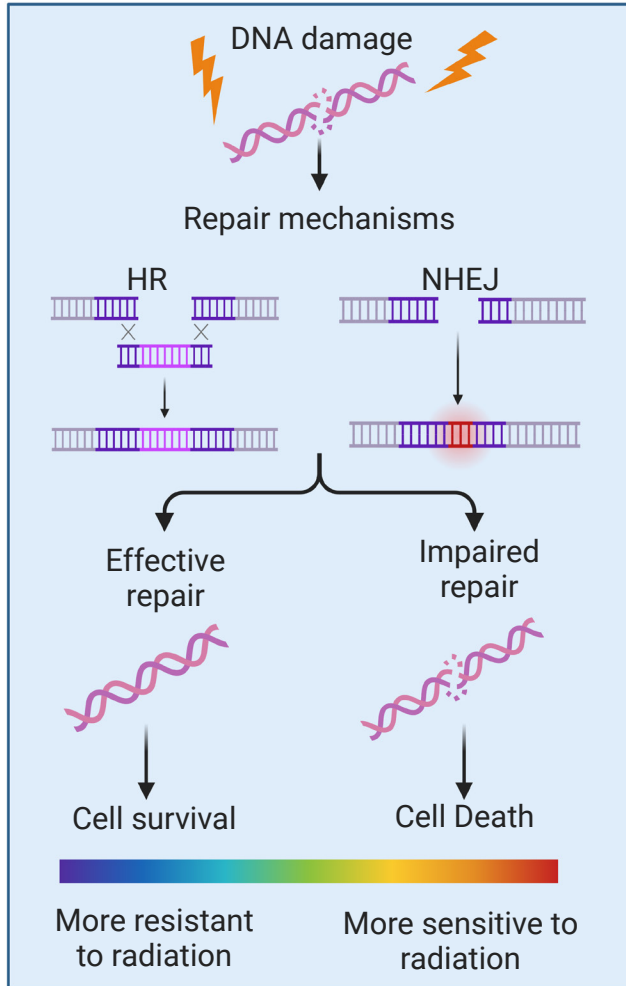 DNA damage
Repair mechanisms
HR
NHEJ
Effective
repair
Impaired
repair
Cell survival
Cell Death
More resistant
to radiation
More sensitive to
radiation